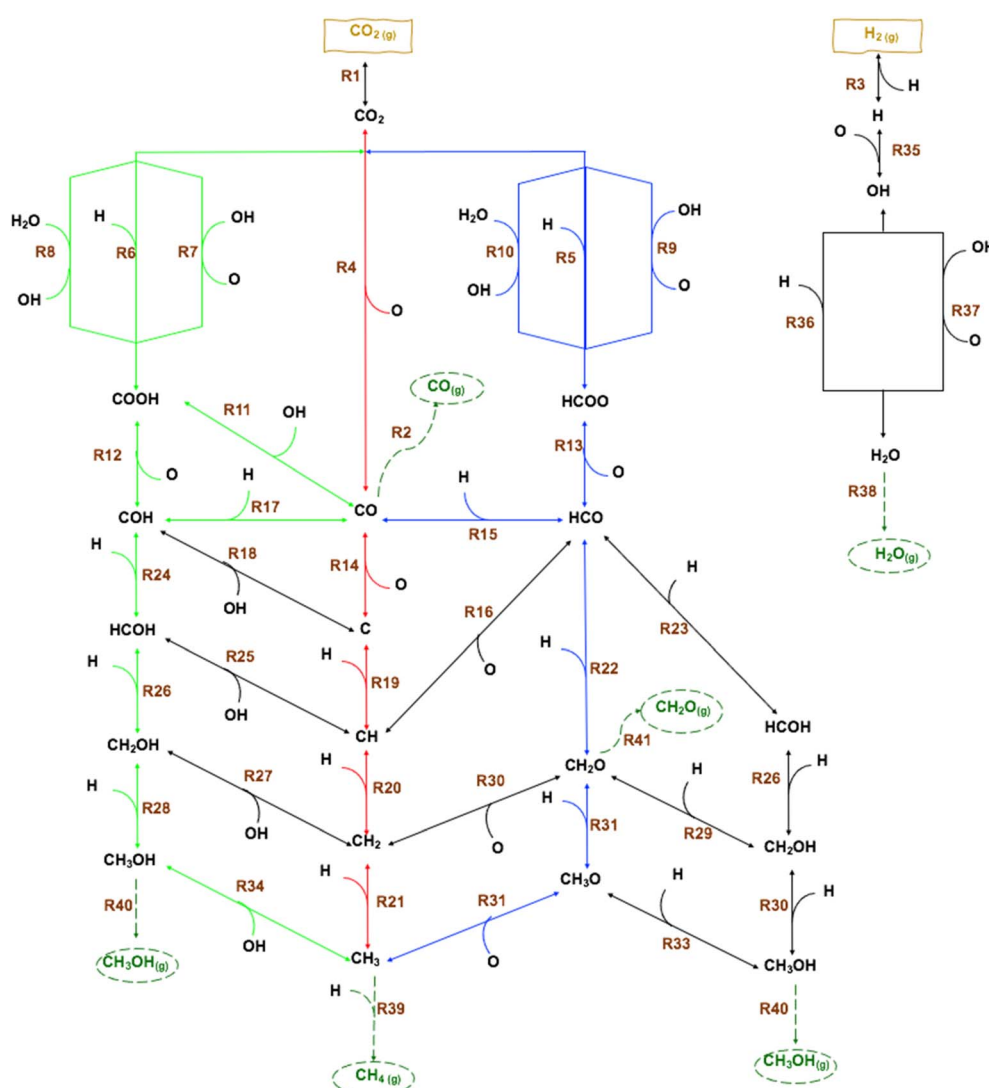 CO2 (g)
H2 (g)
R1
R3
H
CO2
H
O
R35
OH
H2O
H
OH
R8
R6
R7
OH
O
R4
O
H2O
H
OH
R10
R5
R9
OH
O
OH
H
R36
R37
O
COOH
R11
OH
CO(g)
R2
HCOO
R12
O
H
R17
R13
O
H2O
COH
CO
H
R15
HCO
R38
H2O(g)
H
R24
R18
OH
R14
O
R16
O
H
R23
HCOH
C
H
R26
R25
OH
H
R19
H
R22
CH2O(g)
R41
HCOH
CH2OH
CH
CH2O
H
R28
R27
OH
H
R20
R30
O
H
R31
H
R29
R26
H
CH3OH
CH2
CH3O
CH2OH
R40
R34
OH
H
R21
R31
O
H
R33
R30
H
CH3OH(g)
CH3
CH3OH
H
R39
R40
CH4 (g)
CH3OH(g)